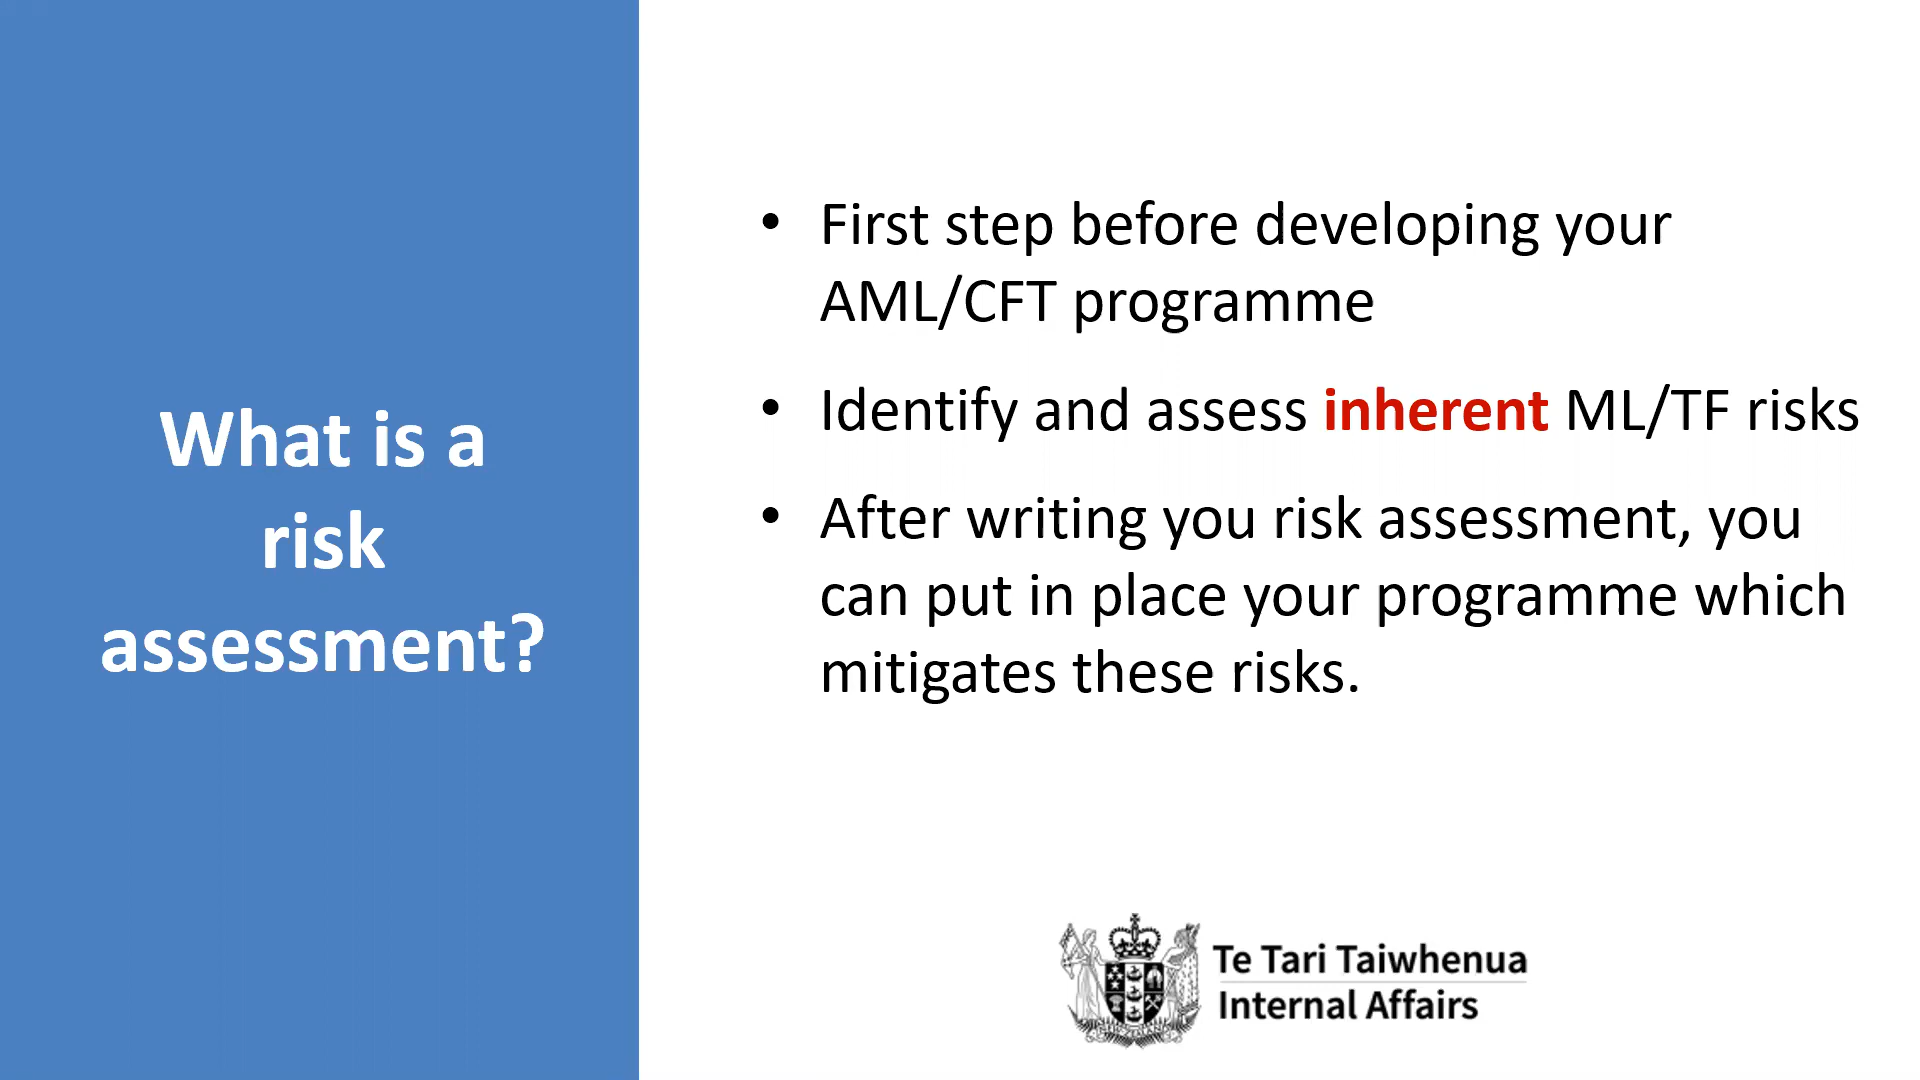 What is a
risk
assessment?
• First step before developing your
AML/CFT programme
• Identify and assess inherent ML/TF risks
• After writing you risk assessment, you
can put in place your programme which
mitigates these risks.
Te Tari Taiwhenua
Internal Affairs